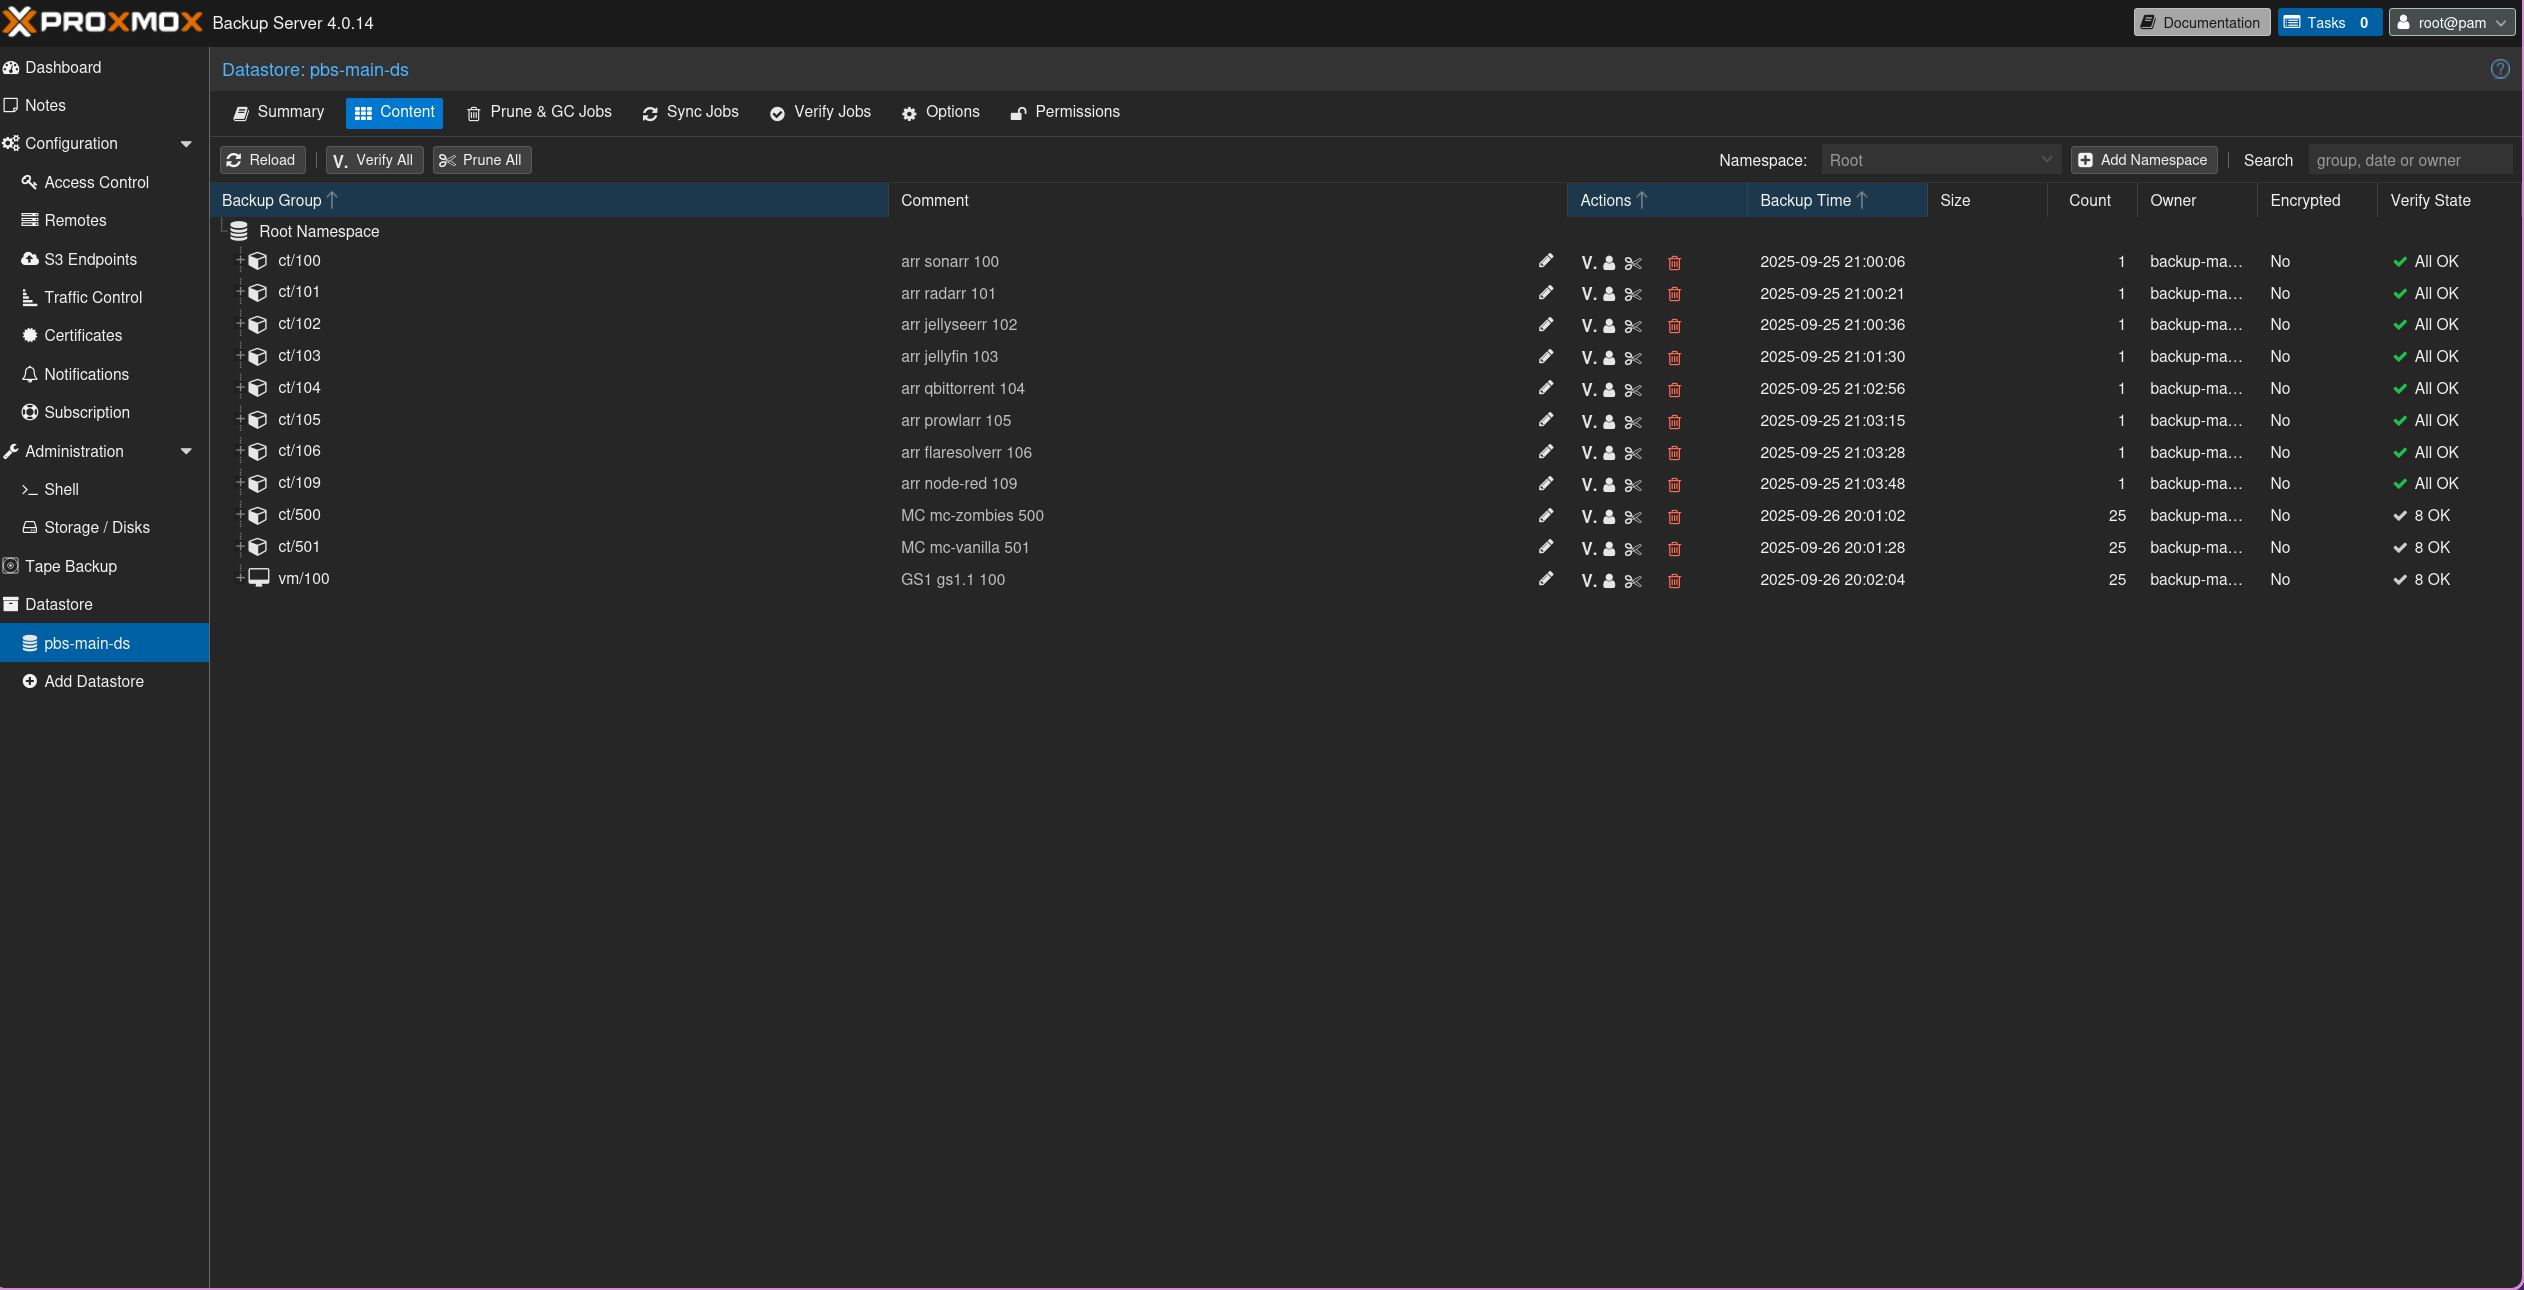 PROXMOX Backup Server 4.0.14 Documentation Tasks 0 root@pam
Dashboard
Notes
Configuration
Access Control
Remotes
S3 Endpoints
Traffic Control
Certificates
Notifications
Subscription
Administration
Shell
Storage / Disks
Tape Backup
Datastore
pbs-main-ds
Add Datastore
Datastore: pbs-main-ds
Summary Content Prune & GC Jobs Sync Jobs Verify Jobs Options Permissions
Reload V. Verify All Prune All Namespace: Root Add Namespace Search group, date or owner
Backup Group Comment Actions Backup Time Size Count Owner Encrypted Verify State
Root Namespace
ct/100 arr sonarr 100 V. 2025-09-25 21:00:06 1 backup-ma... No All OK
ct/101 arr radarr 101 V. 2025-09-25 21:00:21 1 backup-ma... No All OK
ct/102 arr jellyseerr 102 V. 2025-09-25 21:00:36 1 backup-ma... No All OK
ct/103 arr jellyfin 103 V. 2025-09-25 21:01:30 1 backup-ma... No All OK
ct/104 arr qbittorrent 104 V. 2025-09-25 21:02:56 1 backup-ma... No All OK
ct/105 arr prowlarr 105 V. 2025-09-25 21:03:15 1 backup-ma... No All OK
ct/106 arr flaresolverr 106 V. 2025-09-25 21:03:28 1 backup-ma... No All OK
ct/109 arr node-red 109 V. 2025-09-25 21:03:48 1 backup-ma... No All OK
ct/500 MC mc-zombies 500 V. 2025-09-26 20:01:02 25 backup-ma... No 8 OK
ct/501 MC mc-vanilla 501 V. 2025-09-26 20:01:28 25 backup-ma... No 8 OK
vm/100 GS1 gs1.1 100 V. 2025-09-26 20:02:04 25 backup-ma... No 8 OK